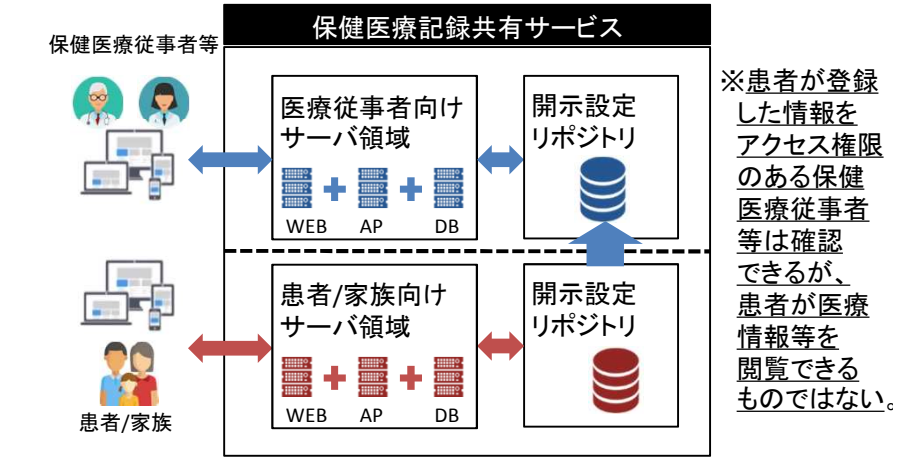 保健医療記録共有サービス
保健医療従事者等
医療従事者向け
サーバ領域
WEB AP DB
開示設定
リポジトリ
患者/家族向け
サーバ領域
WEB AP DB
開示設定
リポジトリ
患者/家族
※患者が登録
した情報を
アクセス権限
のある保健
医療従事者
等は確認
できるが、
患者が医療
情報等を
閲覧できる
ものではない。